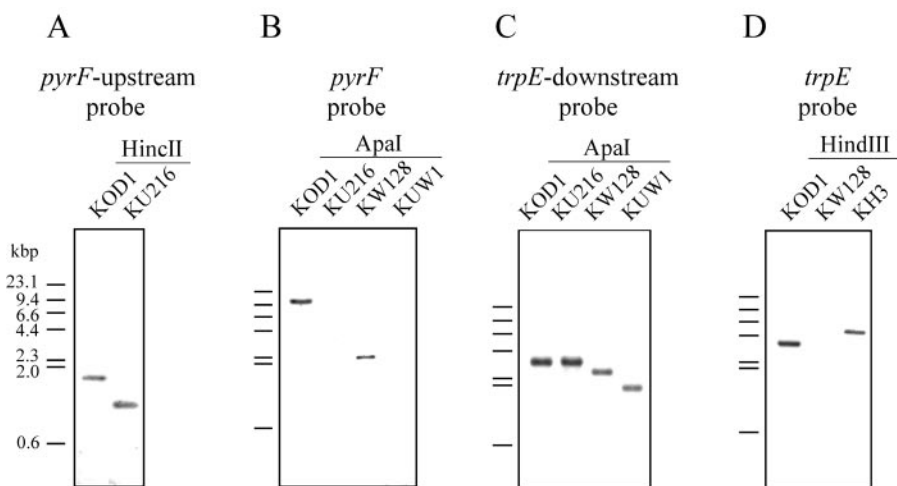 A
pyrF-upstream
probe
HincII
KOD1
KU216
kbp
23.1
9.4
6.6
4.4
2.3
2.0
0.6
B
pyrF
probe
ApaI
KOD1
KU216
KW128
KUW1
C
trpE-downstream
probe
ApaI
KOD1
KU216
KW128
KUW1
D
trpE
probe
HindIII
KOD1
KW128
KH3